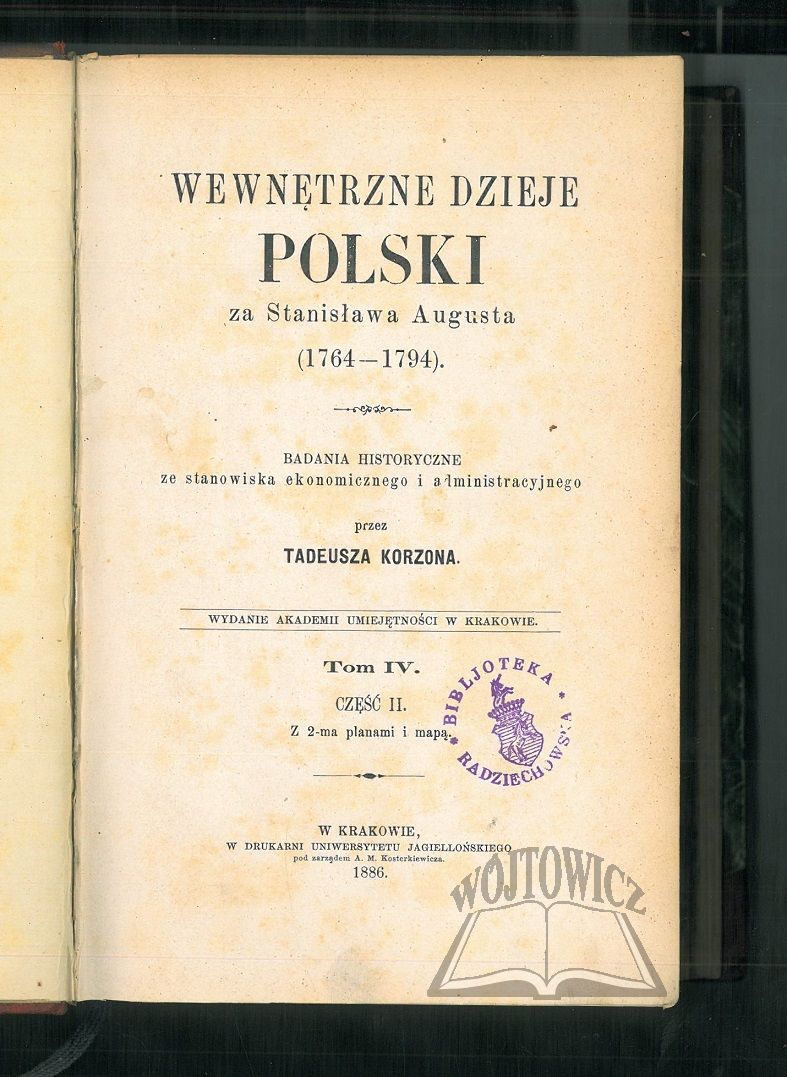 WEWNĘTRZNE DZIEJE
POLSKI
za Stanisława Augusta
(1764—1794).
BADANIA HISTORYCZNE
ze stanowiska ekonomicznego i administracyjnego
przez
TADEUSZA KORZONA.
WYDANIE AKADEMII UMIEJĘTNOŚCI W KRAKOWIE.
Tom IV.
CZĘŚĆ II.
Z 2-ma planami i mapą.
* BIBLJOTEKA *
RADZIECHOWSKA
W KRAKOWIE,
W DRUKARNI UNIWERSYTETU JAGIELLOŃSKIEGO
pod zarządem A. M. Kosterkiewicza.
1886.
WÓJTOWICZ